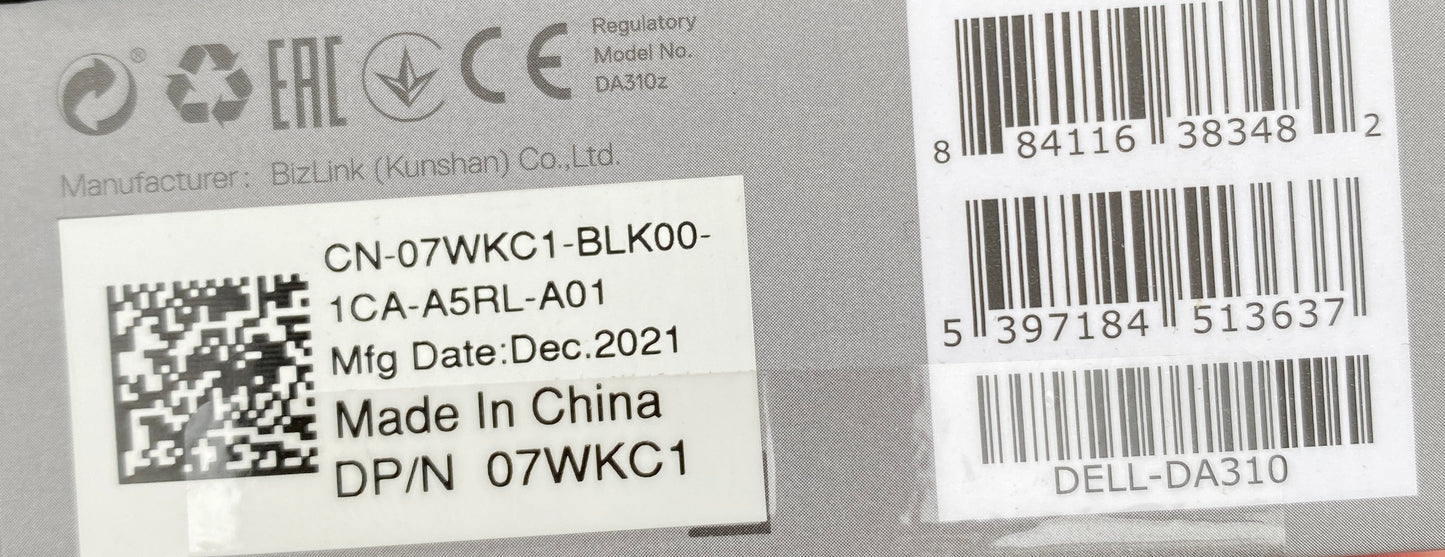 EAC CE
Regulatory
Model No.
DA310z
Manufacturer: BizLink (Kunshan) Co.,Ltd.
CN-07WKC1-BLK00-
1CA-A5RL-A01
Mfg Date:Dec.2021
Made In China
DP/N 07WKC1
8 84116 38348 2
5 397184 513637
DELL-DA310